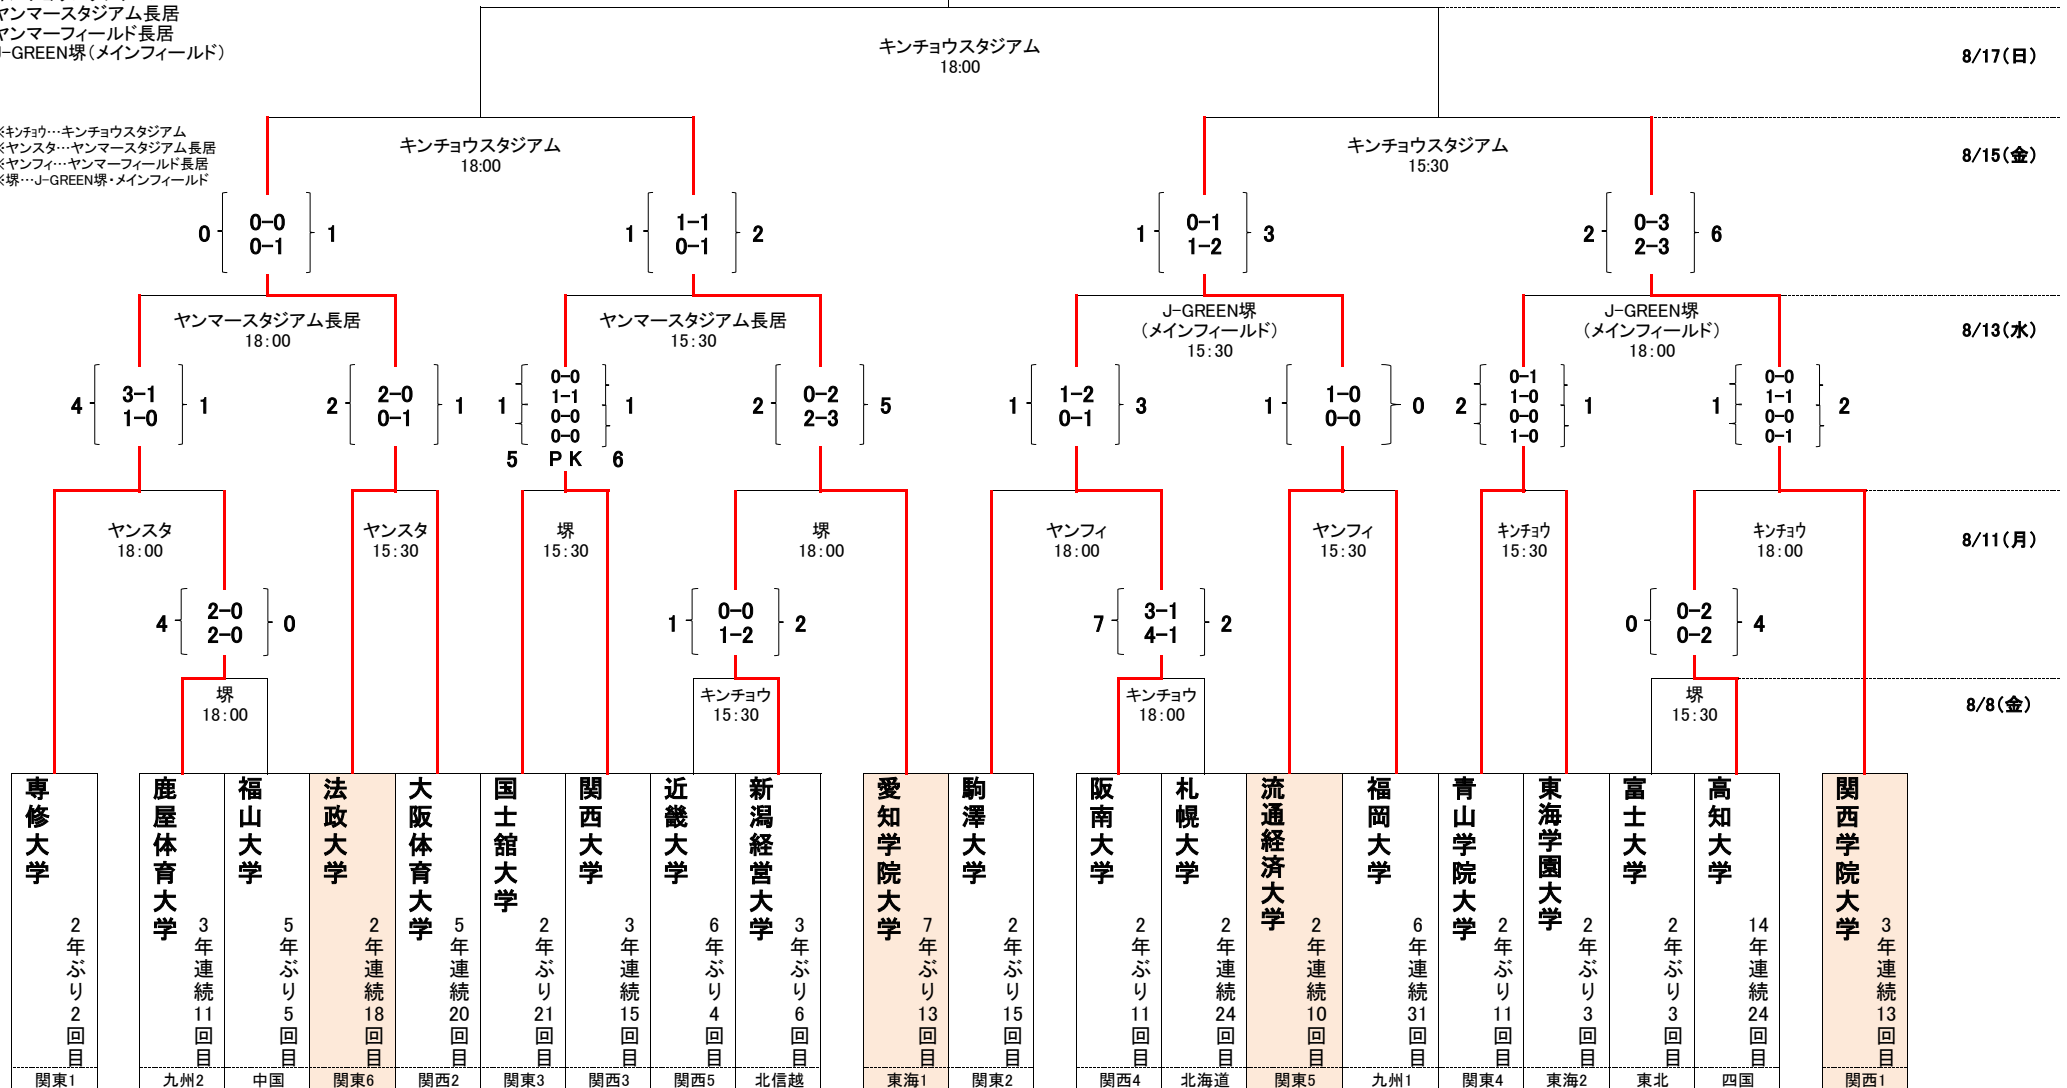 ヤンマースタジアム長居
ヤンマーフィールド長居
J-GREEN堺(メインフィールド)
キンチョウスタジアム
18:00
8/17(日)
※キンチョウ…キンチョウスタジアム
※ヤンスタ…ヤンマースタジアム長居
※ヤンフィ…ヤンマーフィールド長居
※堺…J-GREEN堺・メインフィールド
キンチョウスタジアム
18:00
キンチョウスタジアム
15:30
8/15(金)
0 0-0 0-1 1
1 1-1 0-1 2
1 0-1 1-2 3
2 0-3 2-3 6
ヤンマースタジアム長居
18:00
ヤンマースタジアム長居
15:30
J-GREEN堺
(メインフィールド)
15:30
J-GREEN堺
(メインフィールド)
18:00
8/13(水)
4 3-1 1-0 1
2 2-0 0-1 1
1 0-0 1-1 0-0 0-0 1
5 PK 6
2 0-2 2-3 5
1 1-2 0-1 3
1 1-0 0-0 0
2 0-1 1-0 0-0 1-0 1
1 0-0 1-1 0-0 0-1 2
ヤンスタ
18:00
ヤンスタ
15:30
堺
15:30
堺
18:00
ヤンフィ
18:00
ヤンフィ
15:30
キンチョウ
15:30
キンチョウ
18:00
8/11(月)
4 2-0 2-0 0
1 0-0 1-2 2
7 3-1 4-1 2
0 0-2 0-2 4
堺
18:00
キンチョウ
15:30
キンチョウ
18:00
堺
15:30
8/8(金)
専修大学
2年ぶり2回目
関東1
鹿屋体育大学
3年連続11回目
九州2
福山大学
5年ぶり5回目
中国
法政大学
2年連続18回目
関東6
大阪体育大学
5年連続20回目
関西2
国士舘大学
2年ぶり21回目
関東3
関西大学
3年連続15回目
関西3
近畿大学
6年ぶり4回目
関西5
新潟経営大学
3年ぶり6回目
北信越
愛知学院大学
7年ぶり13回目
東海1
駒澤大学
2年ぶり15回目
関東2
阪南大学
2年ぶり11回目
関西4
札幌大学
2年連続24回目
北海道
流通経済大学
2年連続10回目
関東5
福岡大学
6年連続31回目
九州1
青山学院大学
2年ぶり11回目
関東4
東海学園大学
2年ぶり3回目
東海2
富士大学
2年ぶり3回目
東北
高知大学
14年連続24回目
四国
関西学院大学
3年連続13回目
関西1